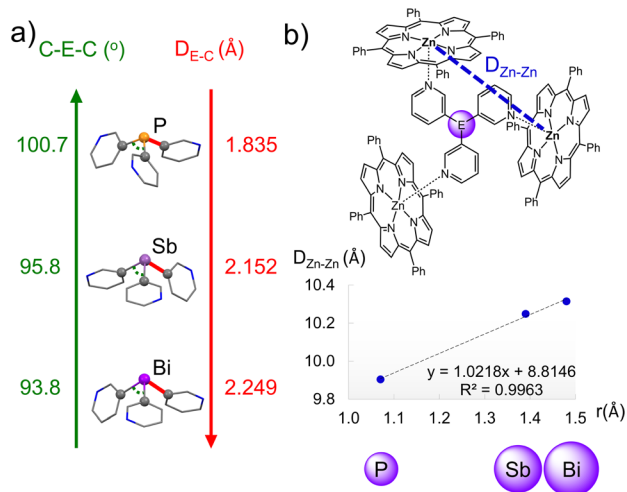 a)
C-E-C (°)
D_E-C (Å)
P
100.7
1.835
Sb
95.8
2.152
Bi
93.8
2.249
b)
Ph
Ph
N
N
Zn
N
N
Ph
Ph
D_Zn-Zn
N
N
E
N
Ph
Ph
N
N
Zn
N
N
Ph
Ph
Ph
Ph
N
N
Zn
N
N
Ph
Ph
D_Zn-Zn (Å)
10.4
10.2
10.0
9.8
y = 1.0218x + 8.8146
R² = 0.9963
1.0 1.1 1.2 1.3 1.4 1.5 r(Å)
P Sb Bi